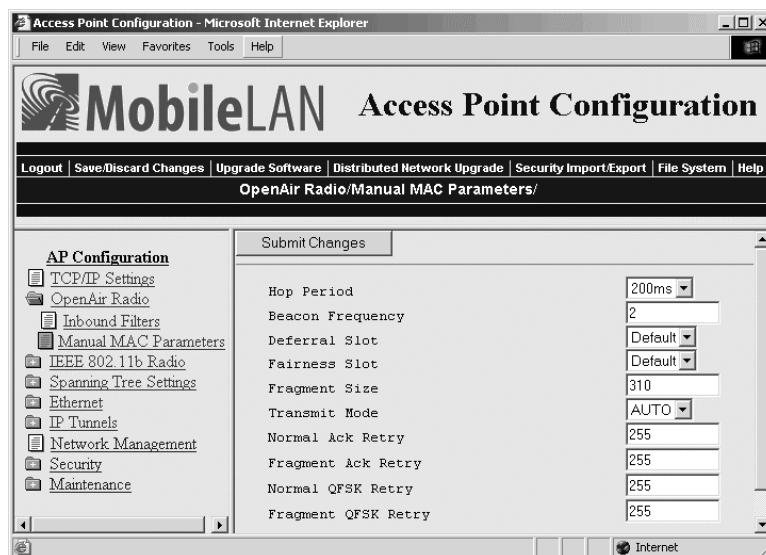 Access Point Configuration - Microsoft Internet Explorer
File Edit View Favorites Tools Help
MobileLAN Access Point Configuration
Logout | Save/Discard Changes | Upgrade Software | Distributed Network Upgrade | Security Import/Export | File System | Help
OpenAir Radio/Manual MAC Parameters/
AP Configuration
TCP/IP Settings
OpenAir Radio
Inbound Filters
Manual MAC Parameters
IEEE 802.11b Radio
Spanning Tree Settings
Ethernet
IP Tunnels
Network Management
Security
Maintenance
Submit Changes
Hop Period 200ms
Beacon Frequency 2
Deferral Slot Default
Fairness Slot Default
Fragment Size 310
Transmit Mode AUTO
Normal Ack Retry 255
Fragment Ack Retry 255
Normal QFSK Retry 255
Fragment QFSK Retry 255
Internet